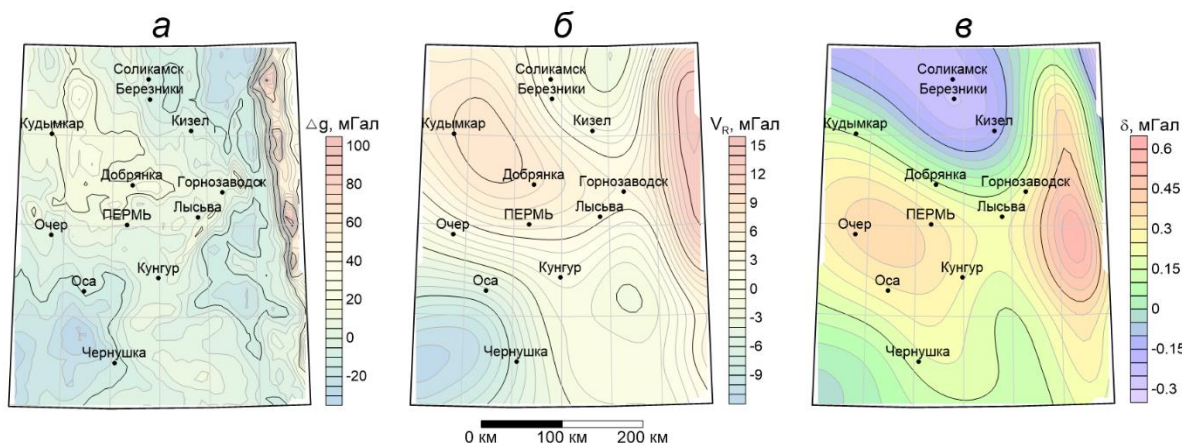 а
Соликамск
Березники
Кудымкар
Кизел
Добрянка
Горнозаводск
Лысьва
ПЕРМЬ
Очер
Кунгур
Оса
Чернушка
△g, мГал
100
80
60
40
20
0
-20
б
Соликамск
Березники
Кудымкар
Кизел
Добрянка
Горнозаводск
Лысьва
ПЕРМЬ
Очер
Кунгур
Оса
Чернушка
VR, мГал
15
12
9
6
3
0
-3
-6
-9
в
Соликамск
Березники
Кудымкар
Кизел
Добрянка
Горнозаводск
Лысьва
ПЕРМЬ
Очер
Кунгур
Оса
Чернушка
δ, мГал
0.6
0.45
0.3
0.15
0
-0.15
-0.3
0 км 100 км 200 км